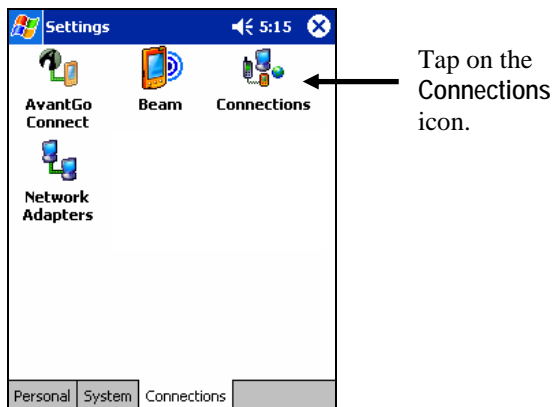 Settings 5:15
AvantGo
Connect
Beam
Connections
Network
Adapters
Personal System Connections
Tap on the
Connections
icon.